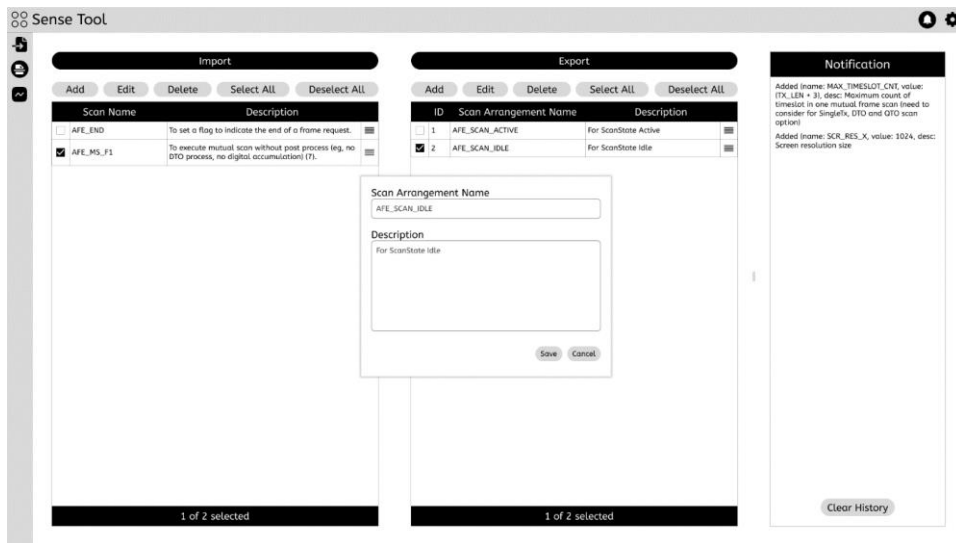 Sense Tool
Import
Add Edit Delete Select All Deselect All
Scan Name Description
AFE_END To set a flag to indicate the end of a frame request.
AFE_MS_F1 To execute mutual scan without post process (eg, no
DTO process, no digital accumulation) (?).
1 of 2 selected
Export
Add Edit Delete Select All Deselect All
ID Scan Arrangement Name Description
1 AFE_SCAN_ACTIVE For ScanState Active
2 AFE_SCAN_IDLE For ScanState Idle
Scan Arrangement Name
AFE_SCAN_IDLE
Description
For ScanState Idle
Save Cancel
1 of 2 selected
Notification
Added (name: MAX_TIMESLOT_CNT, value:
(TX_LEN + 3), desc: Maximum count of
timeslot in one mutual frame scan (need to
consider for SingleTx, DTO and QTO scan
option)
Added (name: SCR_RES_X, value: 1024, desc:
Screen resolution size
Clear History